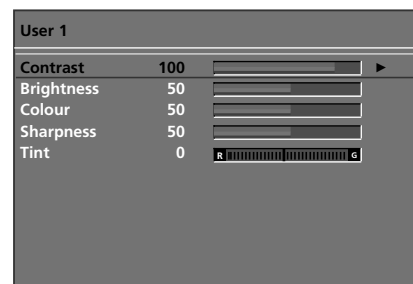 User 1
Contrast 100
Brightness 50
Colour 50
Sharpness 50
Tint 0 R G